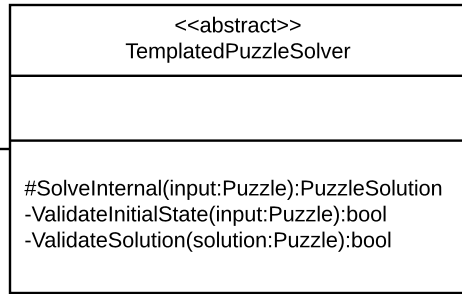 <<abstract>>
TemplatedPuzzleSolver
#SolveInternal(input:Puzzle):PuzzleSolution
-ValidateInitialState(input:Puzzle):bool
-ValidateSolution(solution:Puzzle):bool